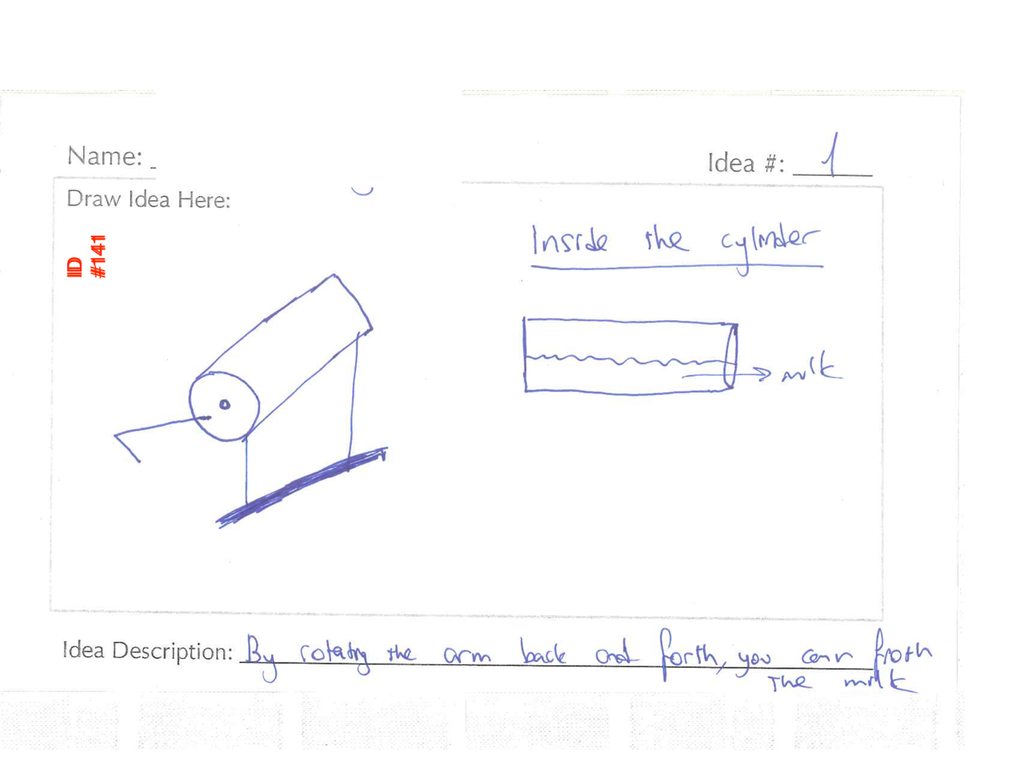 Name:
Idea #: 1
Draw Idea Here:
ID
#141
Inside the cylinder
milk
Idea Description: By rotating the arm back and forth, you can froth
the milk